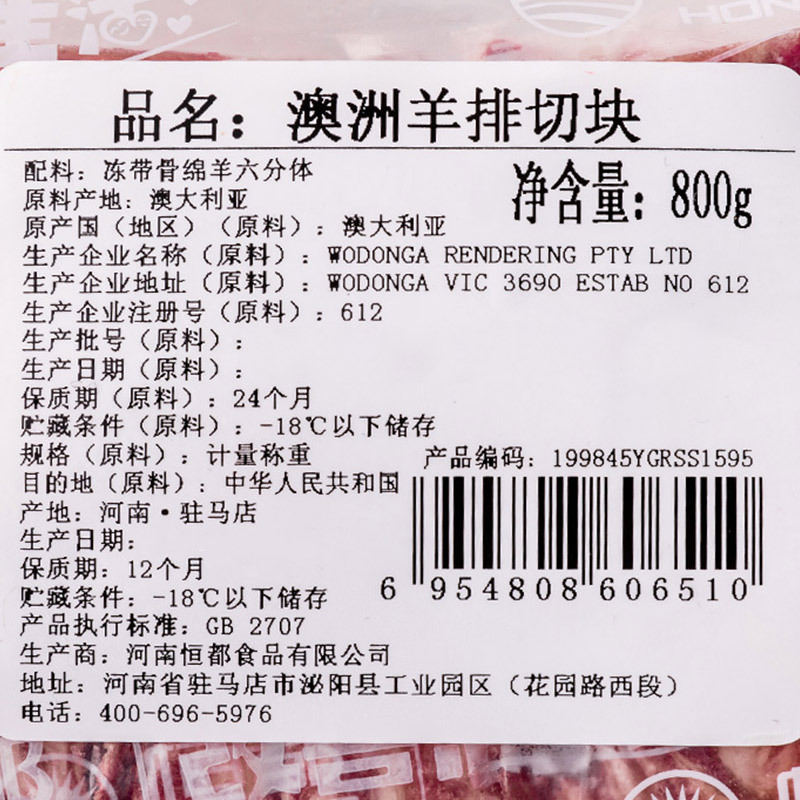 品名：澳洲羊排切块
配料：冻带骨绵羊六分体
净含量：800g
原料产地：澳大利亚
原产国（地区）（原料）：澳大利亚
生产企业名称（原料）：WODONGA RENDERING PTY LTD
生产企业地址（原料）：WODONGA VIC 3690 ESTAB NO 612
生产企业注册号（原料）：612
生产批号（原料）：
生产日期（原料）：
保质期（原料）：24个月
贮藏条件（原料）：-18℃以下储存
规格（原料）：计量称重
产品编码：199845YGRSS1595
目的地（原料）：中华人民共和国
产地：河南·驻马店
生产日期：
保质期：12个月
6 954808 606510
贮藏条件：-18℃以下储存
产品执行标准：GB 2707
生产商：河南恒都食品有限公司
地址：河南省驻马店市泌阳县工业园区（花园路西段）
电话：400-696-5976